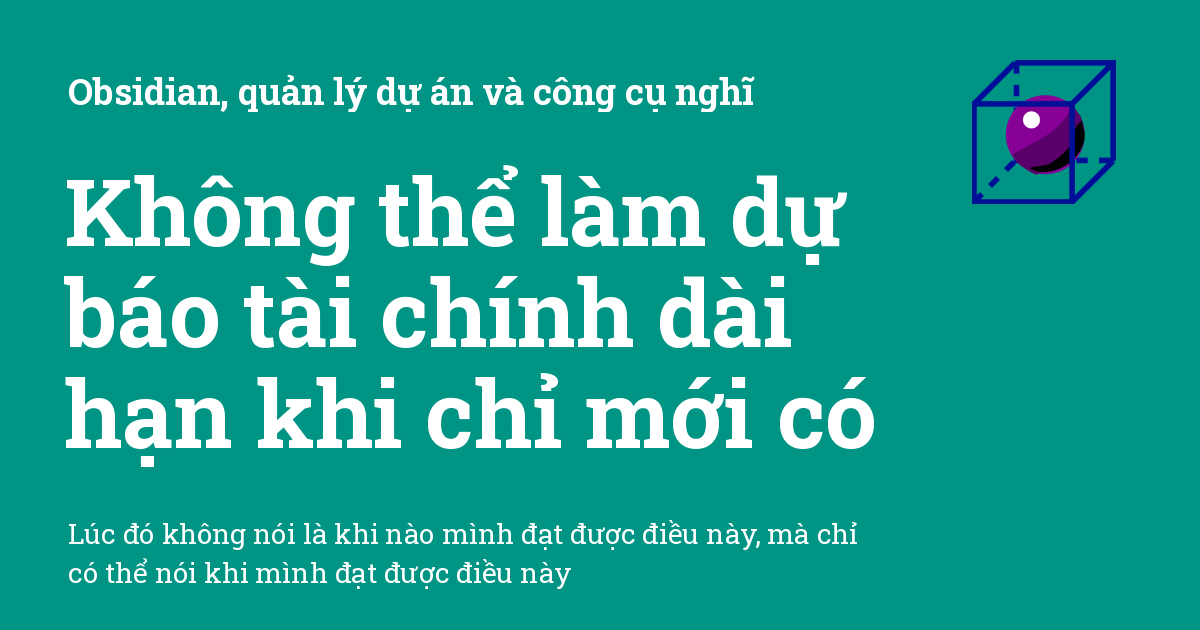 Obsidian, quản lý dự án và công cụ nghĩ
Không thể làm dự
báo tài chính dài
hạn khi chỉ mới có
Lúc đó không nói là khi nào mình đạt được điều này, mà chỉ
có thể nói khi mình đạt được điều này